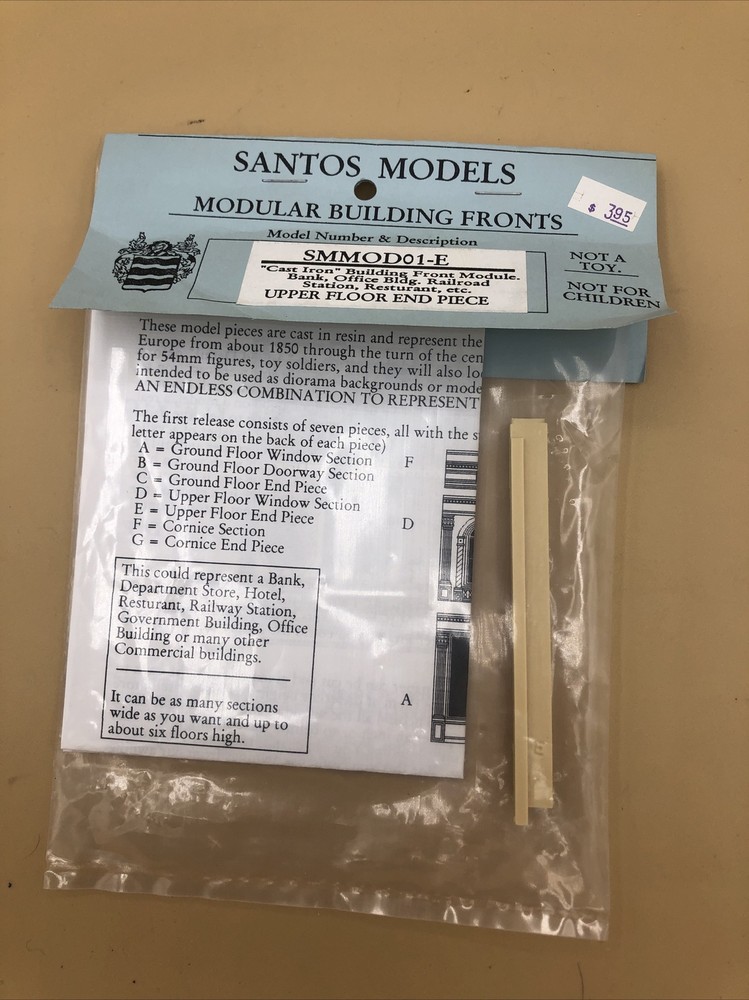 SANTOS MODELS
$ 3.95
MODULAR BUILDING FRONTS
Model Number & Description
SMMOD01-E
"Cast Iron" Building Front Module.
Bank, Office Bldg. Railroad
Station, Resturant, etc.
UPPER FLOOR END PIECE
NOT A
TOY.
NOT FOR
CHILDREN
These model pieces are cast in resin and represent the
Europe from about 1850 through the turn of the cen
for 54mm figures, toy soldiers, and they will also loo
intended to be used as diorama backgrounds or mode
AN ENDLESS COMBINATION TO REPRESENT
The first release consists of seven pieces, all with the s
letter appears on the back of each piece)
A = Ground Floor Window Section
B = Ground Floor Doorway Section
C = Ground Floor End Piece
D = Upper Floor Window Section
E = Upper Floor End Piece
F = Cornice Section
G = Cornice End Piece
F
D
A
This could represent a Bank,
Department Store, Hotel,
Resturant, Railway Station,
Government Building, Office
Building or many other
Commercial buildings.
It can be as many sections
wide as you want and up to
about six floors high.